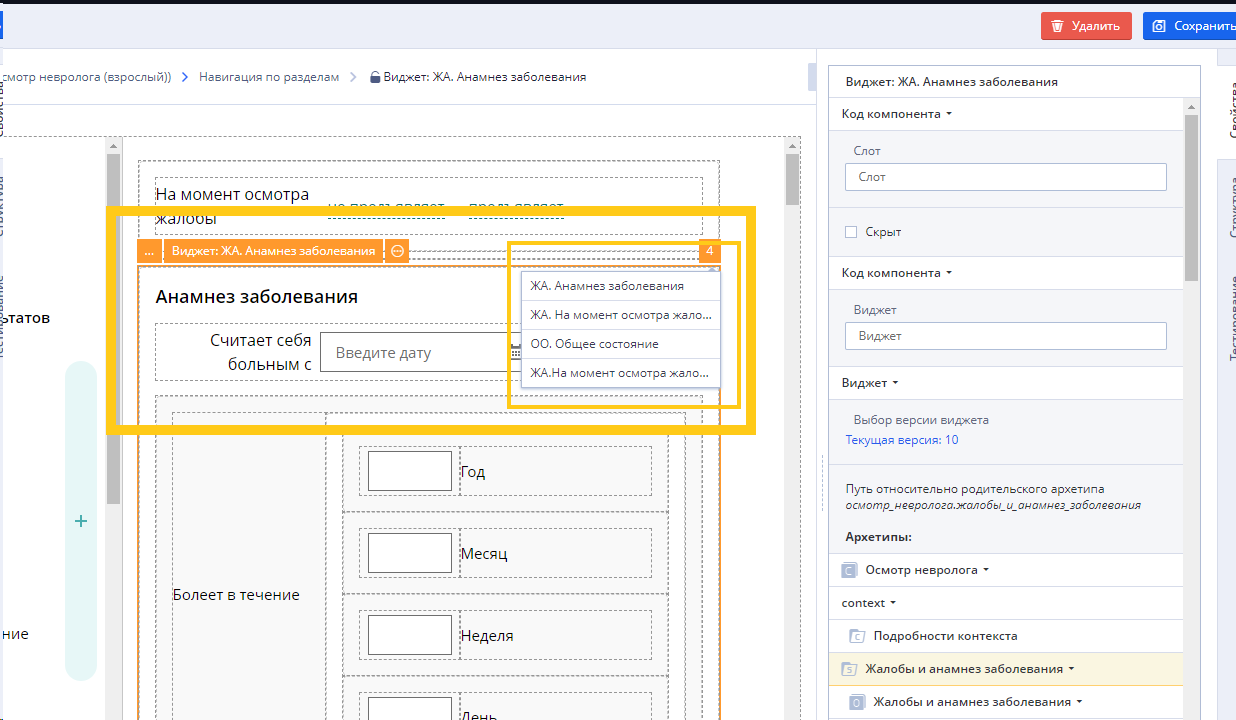 Удалить
Сохранить
смотр невролога (взрослый))
Навигация по разделам
Виджет: ЖА. Анамнез заболевания
На момент осмотра
жалобы
не предъявляет
предъявляет
...
Виджет: ЖА. Анамнез заболевания
4
Анамнез заболевания
ЖА. Анамнез заболевания
ЖА. На момент осмотра жало...
ОО. Общее состояние
ЖА.На момент осмотра жало...
Считает себя
больным с
Введите дату
Болеет в течение
Год
Месяц
Неделя
День
татов
ние
+
Виджет: ЖА. Анамнез заболевания
Код компонента
Слот
Слот
Скрыт
Код компонента
Виджет
Виджет
Виджет
Выбор версии виджета
Текущая версия: 10
Путь относительно родительского архетипа
осмотр_невролога.жалобы_и_анамнез_заболевания
Архетипы:
C
Осмотр невролога
context
C
Подробности контекста
S
Жалобы и анамнез заболевания
O
Жалобы и анамнез заболевания
Свойства
Структура
Тестирование